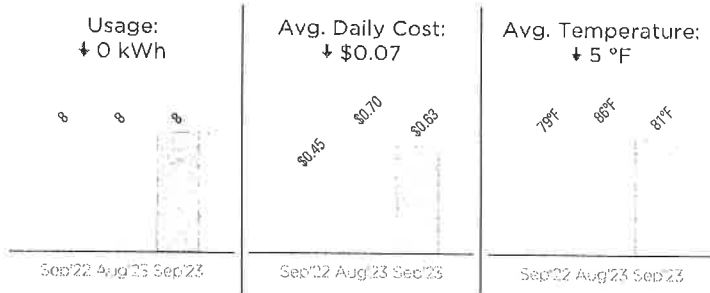 Usage:
↓ 0 kWh
8 8 8
Sep'22 Aug'23 Sep'23
Avg. Daily Cost:
↓ $0.07
$0.45 $0.70 $0.63
Sep'22 Aug'23 Sep'23
Avg. Temperature:
↓ 5 °F
79°F 86°F 81°F
Sep'22 Aug'23 Sep'23